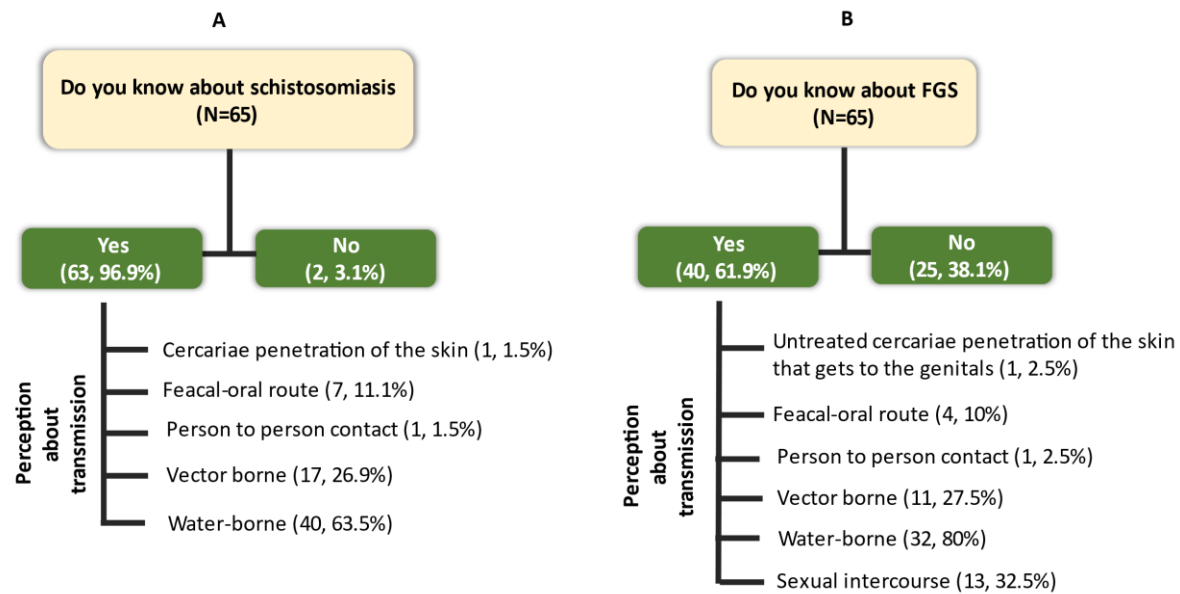 A
Do you know about schistosomiasis
(N=65)
Yes
(63, 96.9%)
No
(2, 3.1%)
Perception
about
transmission
Cercariae penetration of the skin (1, 1.5%)
Feacal-oral route (7, 11.1%)
Person to person contact (1, 1.5%)
Vector borne (17, 26.9%)
Water-borne (40, 63.5%)
B
Do you know about FGS
(N=65)
Yes
(40, 61.9%)
No
(25, 38.1%)
Perception
about
transmission
Untreated cercariae penetration of the skin
that gets to the genitals (1, 2.5%)
Feacal-oral route (4, 10%)
Person to person contact (1, 2.5%)
Vector borne (11, 27.5%)
Water-borne (32, 80%)
Sexual intercourse (13, 32.5%)